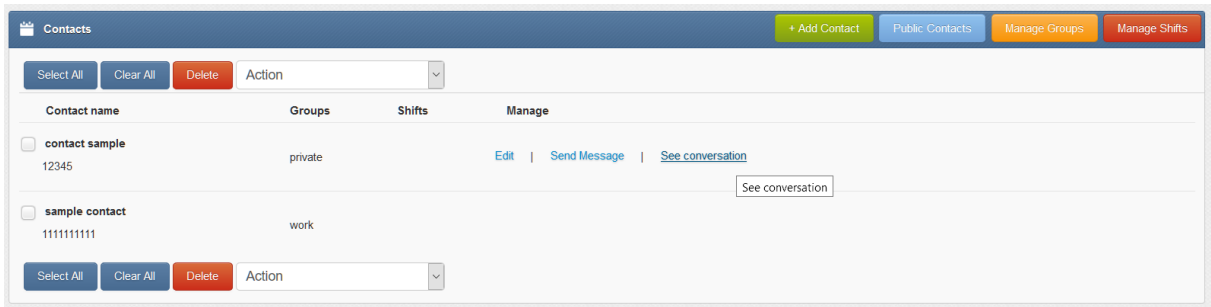 Contacts + Add Contact Public Contacts Manage Groups Manage Shifts
Select All Clear All Delete Action
Contact name Groups Shifts Manage
contact sample
12345 private Edit | Send Message | See conversation
See conversation
sample contact
1111111111 work
Select All Clear All Delete Action